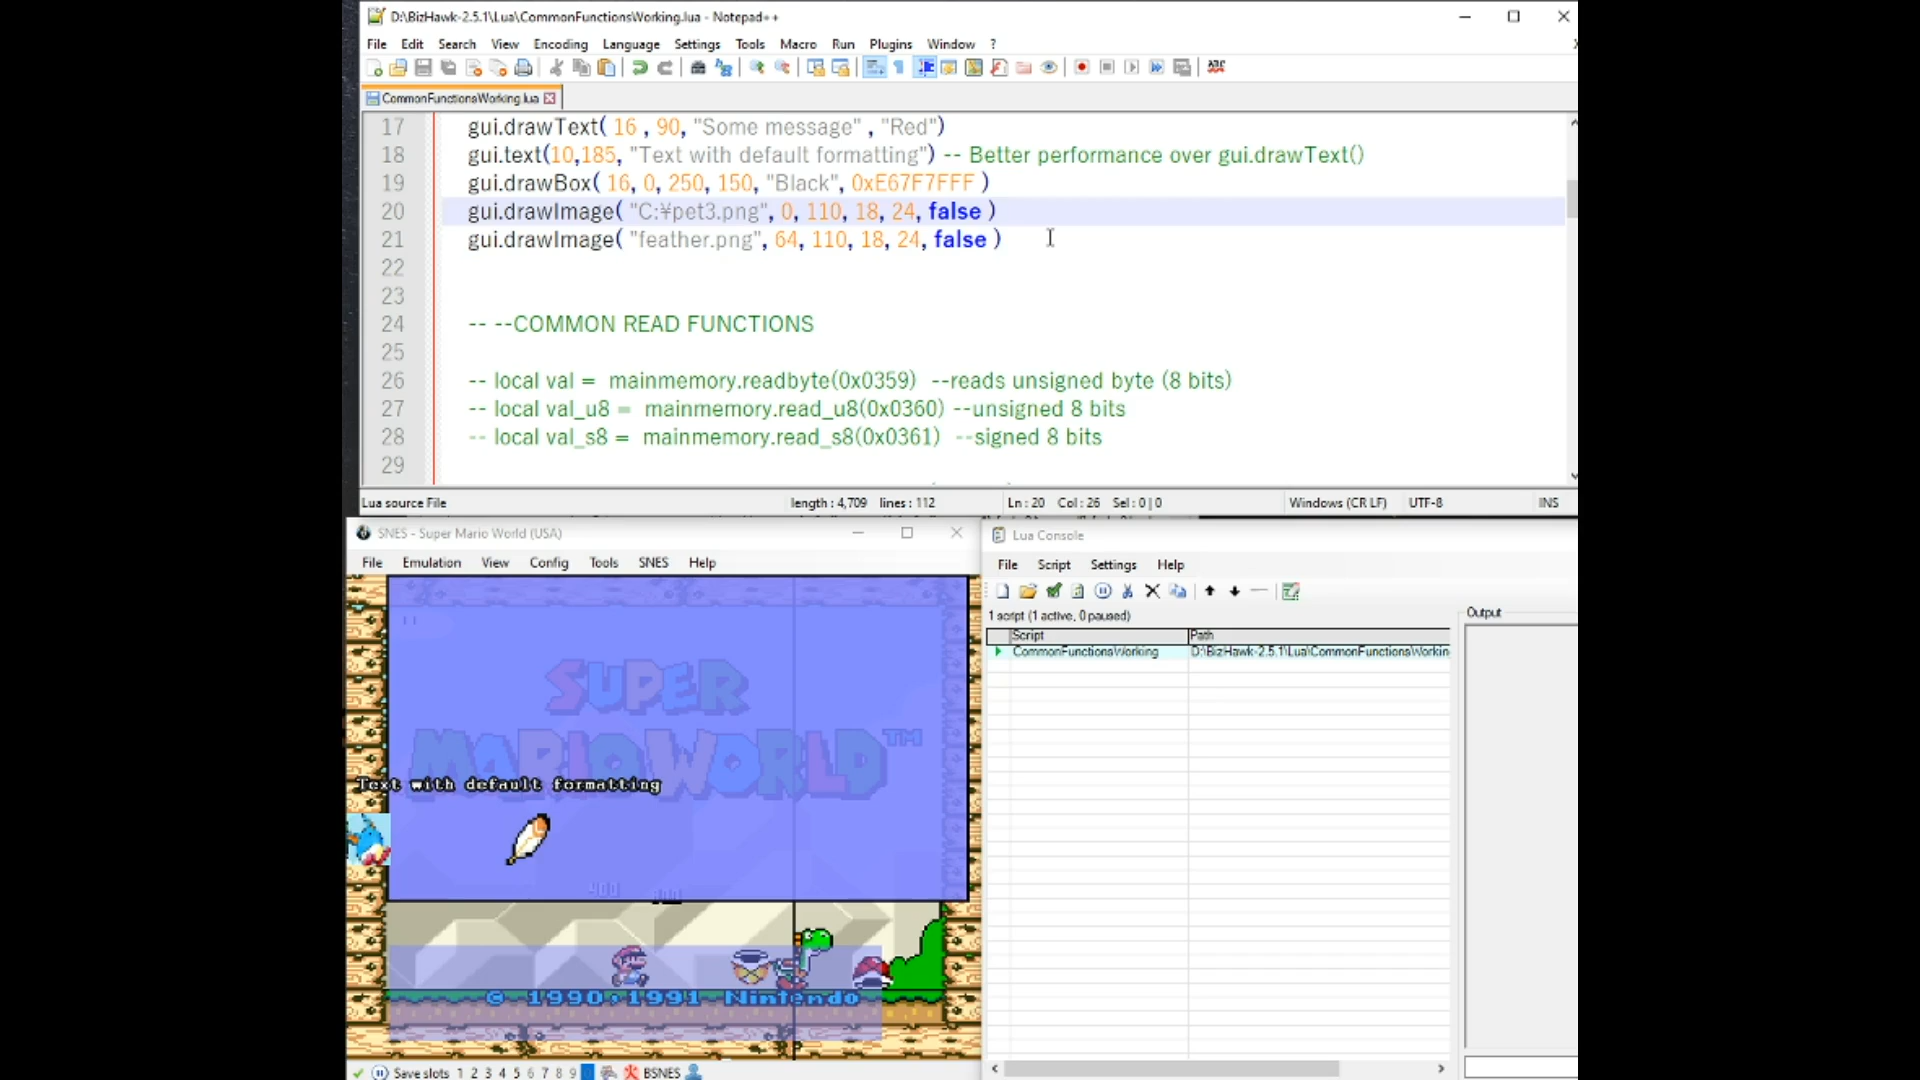 D:\BizHawk-2.5.1\Lua\CommonFunctionsWorking.lua - Notepad++
File Edit Search View Encoding Language Settings Tools Macro Run Plugins Window ?
CommonFunctionsWorking.lua
17 gui.drawText( 16 , 90, "Some message" , "Red")
18 gui.text(10,185, "Text with default formatting") -- Better performance over gui.drawText()
19 gui.drawBox( 16, 0, 250, 150, "Black", 0xE67F7FFF )
20 gui.drawImage( "C:¥pet3.png", 0, 110, 18, 24, false )
21 gui.drawImage( "feather.png", 64, 110, 18, 24, false )
22
23
24 -- --COMMON READ FUNCTIONS
25
26 -- local val = mainmemory.readbyte(0x0359) --reads unsigned byte (8 bits)
27 -- local val_u8 = mainmemory.read_u8(0x0360) --unsigned 8 bits
28 -- local val_s8 = mainmemory.read_s8(0x0361) --signed 8 bits
29
Lua source File length : 4,709 lines : 112 Ln : 20 Col : 26 Sel : 0 | 0 Windows (CR LF) UTF-8 INS
SNES - Super Mario World (USA)
File Emulation View Config Tools SNES Help
SUPER
MARIO WORLD™
Text with default formatting
400
© 1990,1991 Nintendo
Save slots 1 2 3 4 5 6 7 8 9 BSNES
Lua Console
File Script Settings Help
1 script (1 active, 0 paused)
Script Path
CommonFunctionsWorking D:\BizHawk-2.5.1\Lua\CommonFunctionsWorkin
Output